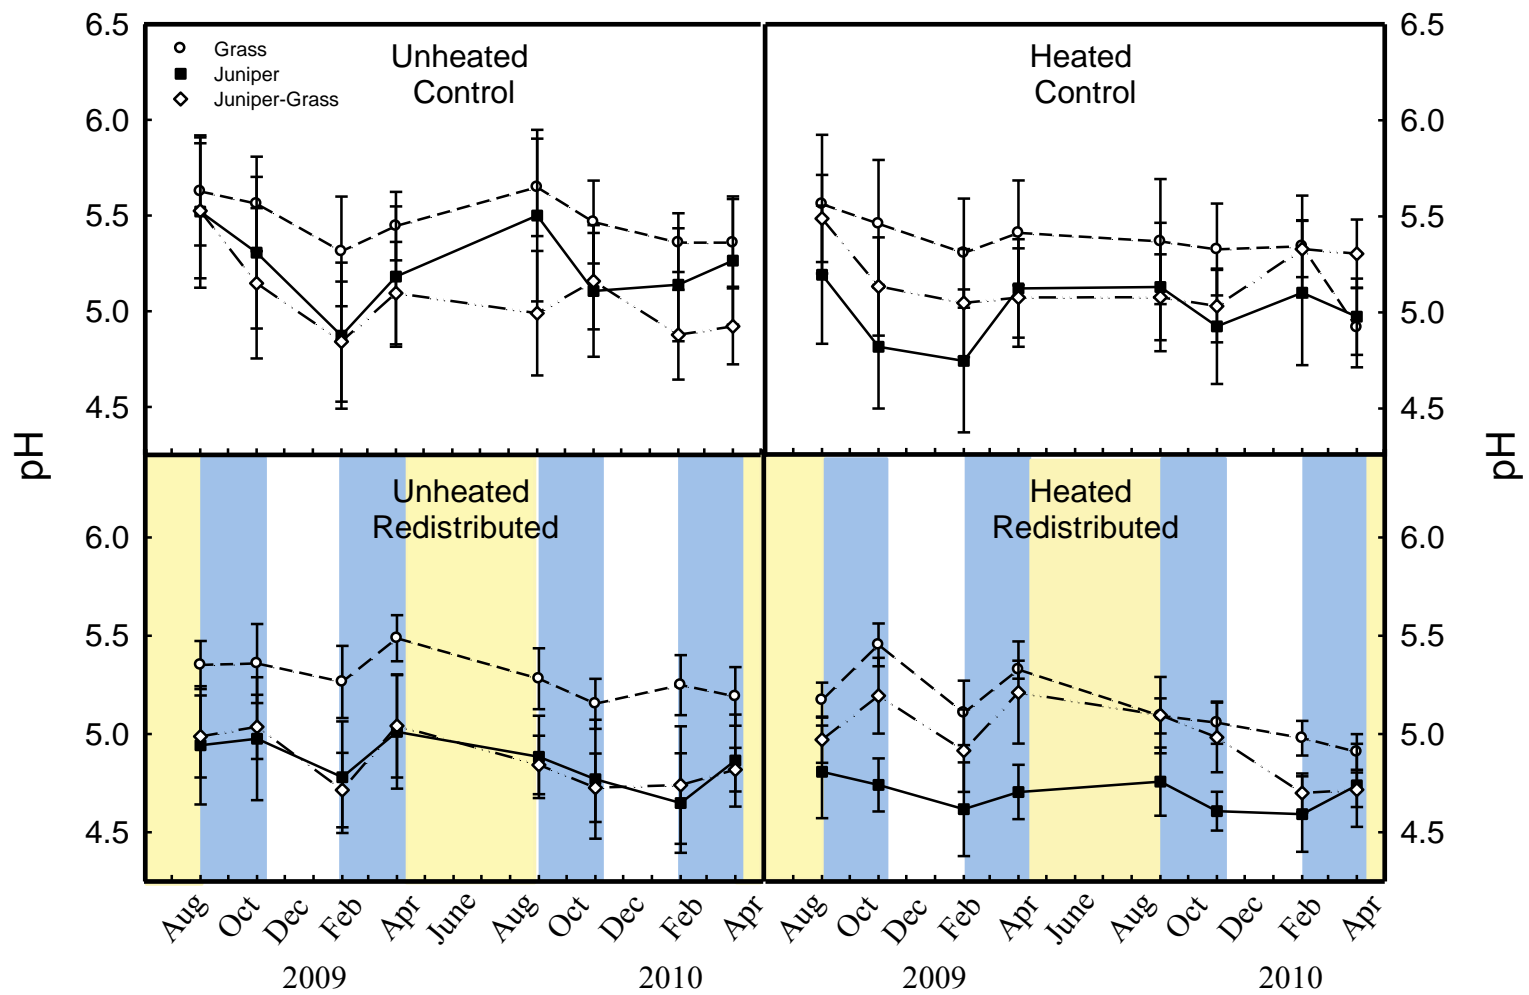 6.5
6.0
5.5
5.0
4.5
pH
Grass
Juniper
Juniper-Grass
Unheated
Control
Heated
Control
6.5
6.0
5.5
5.0
4.5
pH
6.0
5.5
5.0
4.5
Unheated
Redistributed
Heated
Redistributed
6.0
5.5
5.0
4.5
Aug
Oct
Dec
Feb
Apr
June
Aug
Oct
Dec
Feb
Apr
Aug
Oct
Dec
Feb
Apr
June
Aug
Oct
Dec
Feb
Apr
2009
2010
2009
2010